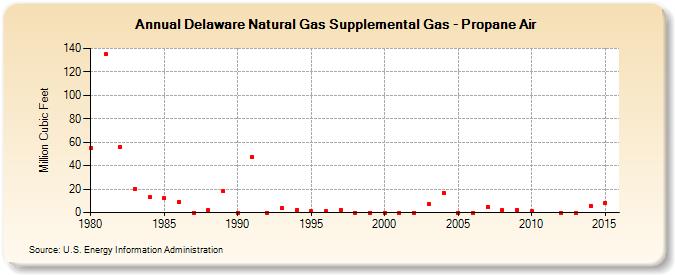 Annual Delaware Natural Gas Supplemental Gas - Propane Air
Million Cubic Feet
140
120
100
80
60
40
20
0
1980 1985 1990 1995 2000 2005 2010 2015
Source: U.S. Energy Information Administration